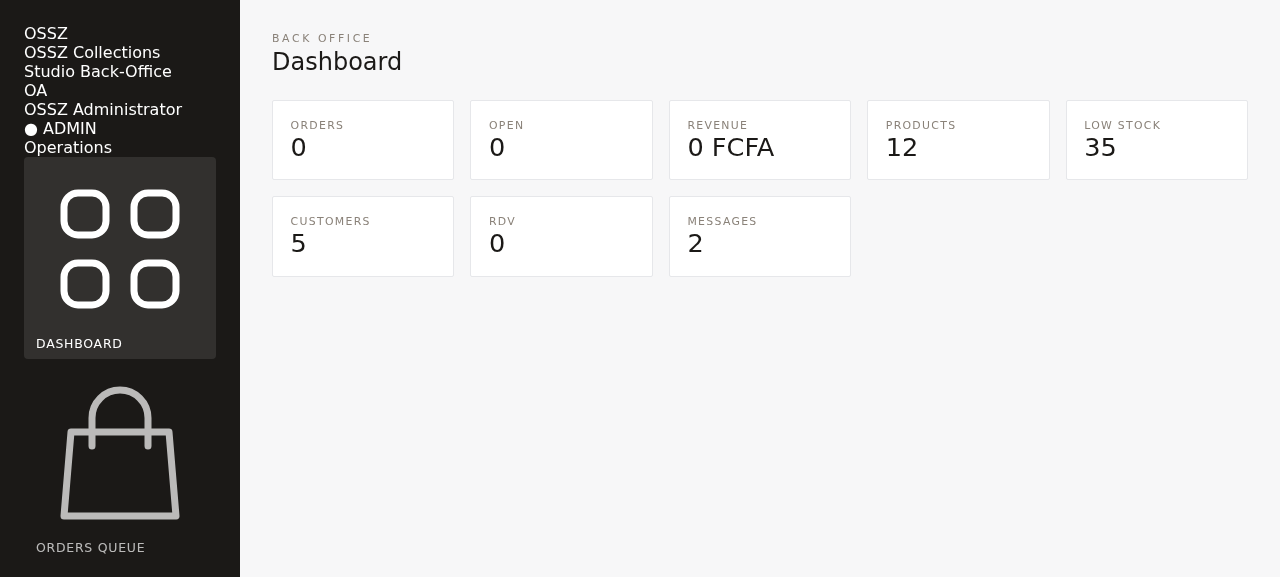 OSSZ
OSSZ Collections
Studio Back-Office
OA
OSSZ Administrator
● ADMIN
Operations
DASHBOARD
ORDERS QUEUE
BACK OFFICE
Dashboard
ORDERS
0
OPEN
0
REVENUE
0 FCFA
PRODUCTS
12
LOW STOCK
35
CUSTOMERS
5
RDV
0
MESSAGES
2